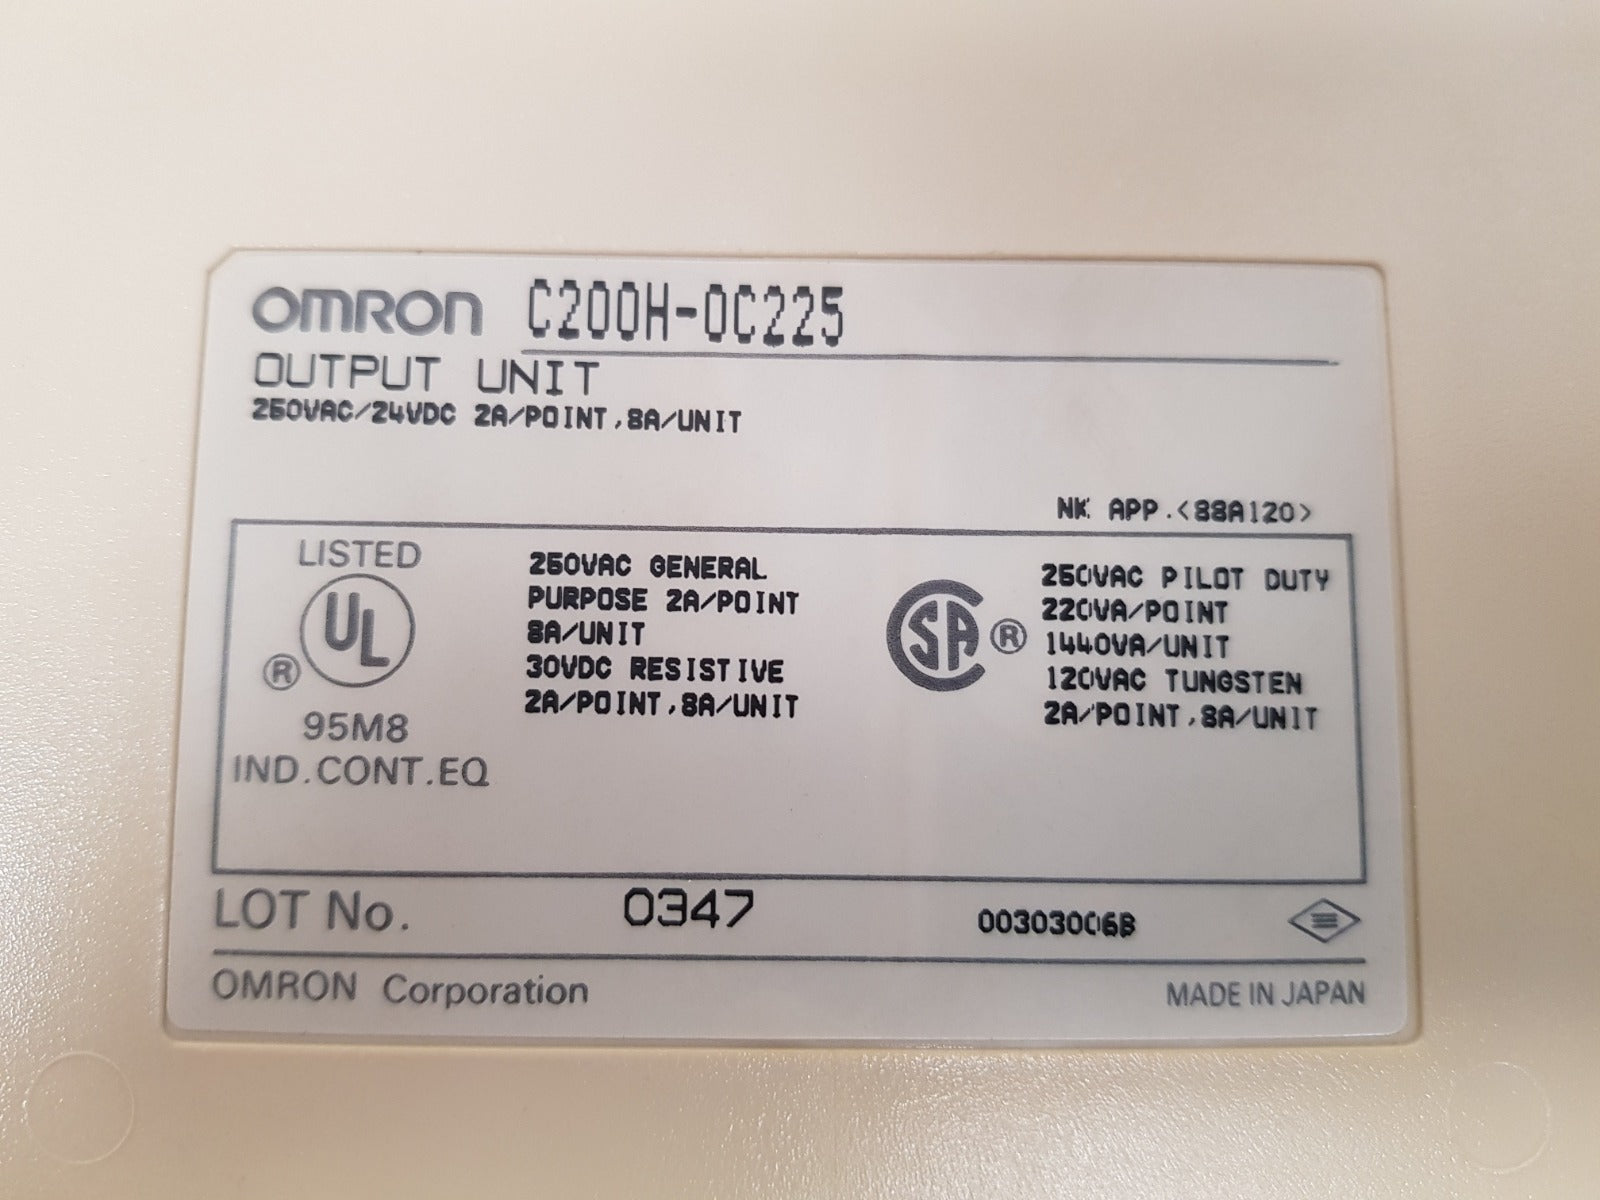 OMRON C200H-OC225
OUTPUT UNIT
250VAC/24VDC 2A/POINT,8A/UNIT
NK APP.<88A120>
LISTED
UL
®
95M8
IND.CONT.EQ
250VAC GENERAL
PURPOSE 2A/POINT
8A/UNIT
30VDC RESISTIVE
2A/POINT,8A/UNIT
CSA ®
250VAC PILOT DUTY
220VA/POINT
1440VA/UNIT
120VAC TUNGSTEN
2A/POINT,8A/UNIT
LOT No. 0347 00303006B
OMRON Corporation MADE IN JAPAN